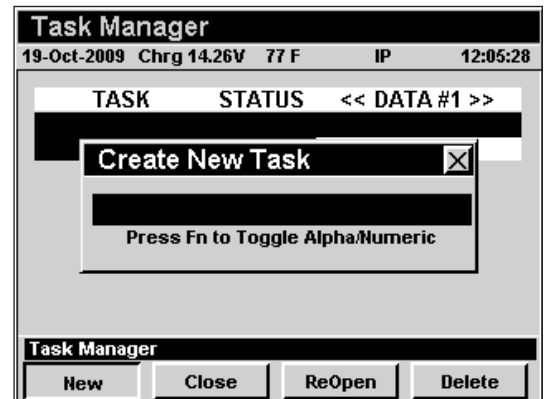 Task Manager
19-Oct-2009 Chrg 14.26V 77 F IP 12:05:28
TASK STATUS << DATA #1 >>
Create New Task
Press Fn to Toggle Alpha/Numeric
Task Manager
New Close ReOpen Delete